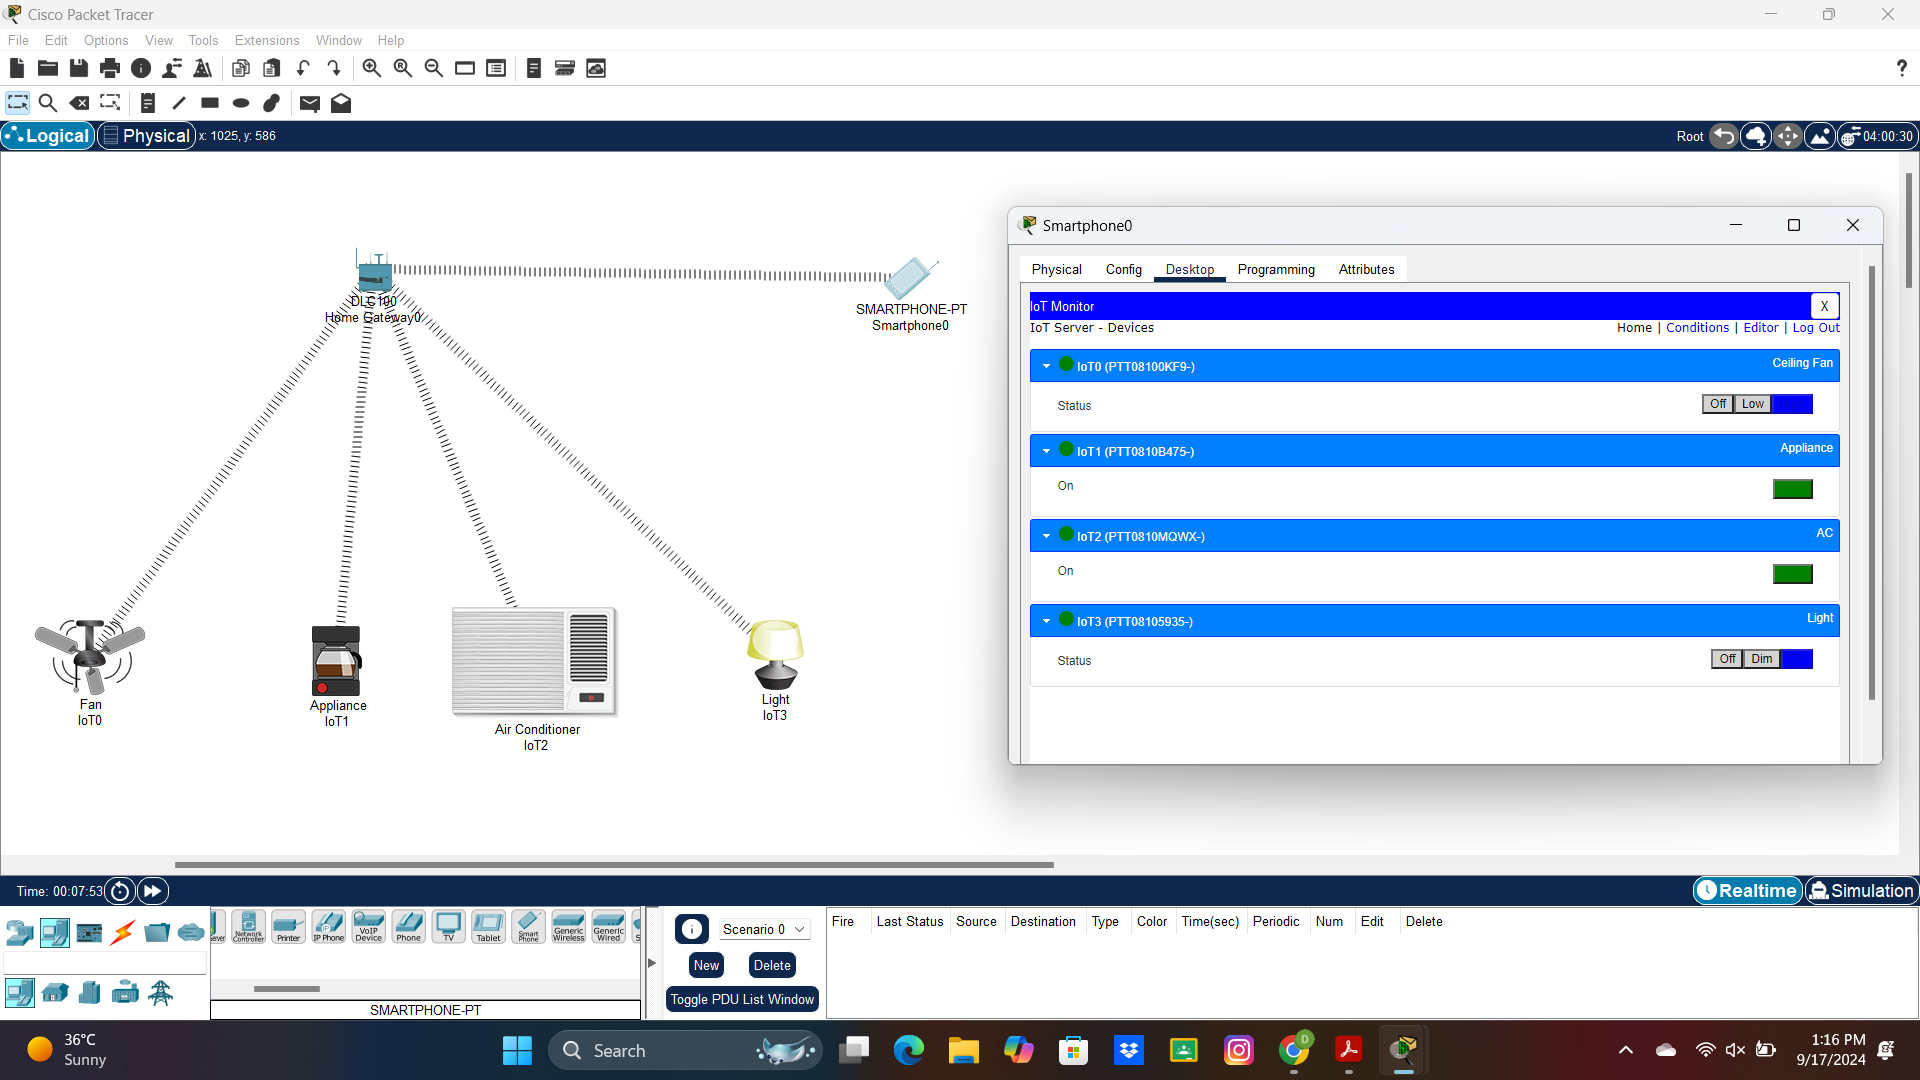 Cisco Packet Tracer
File Edit Options View Tools Extensions Window Help
?
Logical Physical x: 1025, y: 586 Root 04:00:30
DLC100
Home Gateway0
SMARTPHONE-PT
Smartphone0
Fan
IoT0
Appliance
IoT1
Air Conditioner
IoT2
Light
IoT3
Smartphone0
Physical Config Desktop Programming Attributes
IoT Monitor X
IoT Server - Devices Home | Conditions | Editor | Log Out
IoT0 (PTT08100KF9-) Ceiling Fan
Status Off Low
IoT1 (PTT0810B475-) Appliance
On
IoT2 (PTT0810MQWX-) AC
On
IoT3 (PTT08105935-) Light
Status Off Dim
Time: 00:07:53 Realtime Simulation
Network Controller
Printer
IP Phone
VoIP Device
Phone
TV
Tablet
Smart Phone
Generic Wireless
Generic Wired
SMARTPHONE-PT
Scenario 0
New Delete
Toggle PDU List Window
Fire Last Status Source Destination Type Color Time(sec) Periodic Num Edit Delete
36°C
Sunny
Search
1:16 PM
9/17/2024